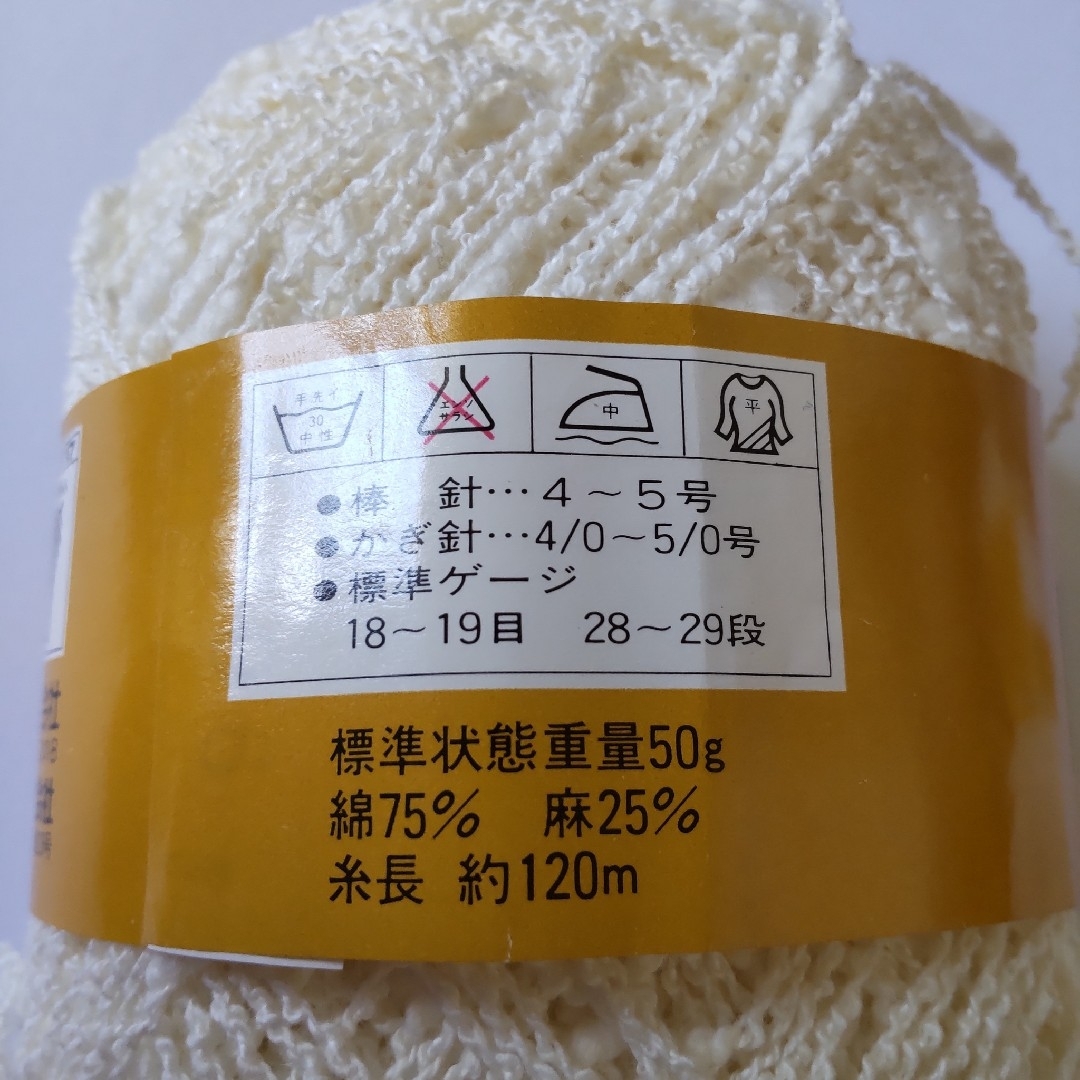 手洗イ
30
中性
エンソ
サラシ
中
平
●棒 針…4～5号
●かぎ針…4/0～5/0号
●標準ゲージ
18～19目 28～29段
標準状態重量50g
綿75% 麻25%
糸長 約120m